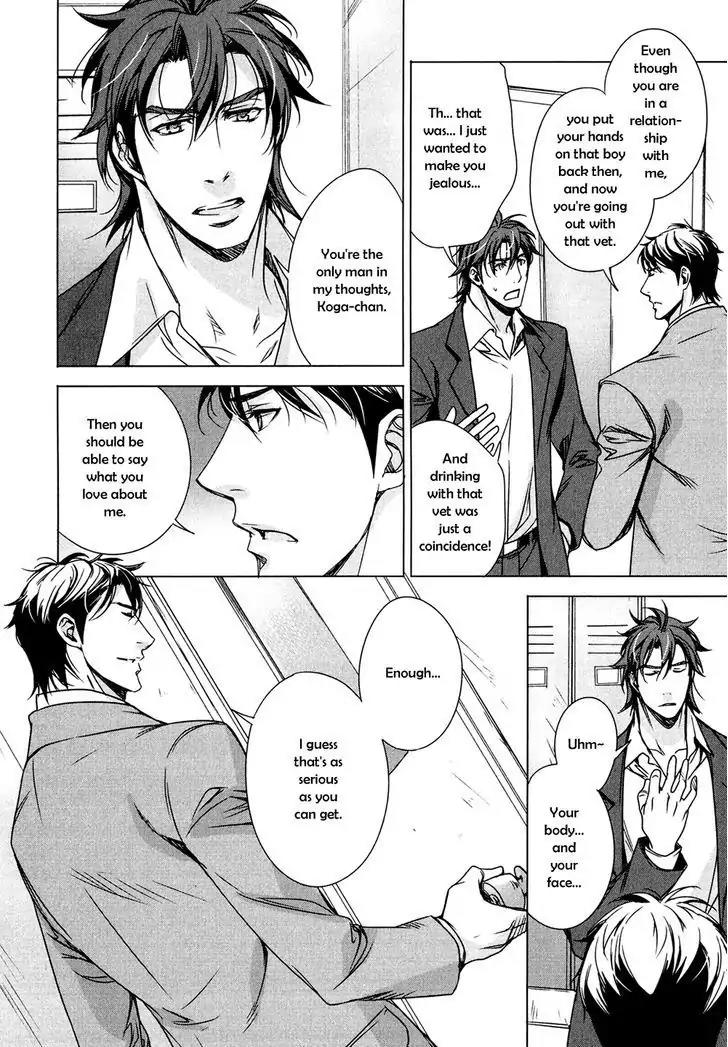 Even
though
you are
in a
relation-
ship
with
me,
you put
your hands
on that boy
back then,
and now
you're going
out with
that vet.
Th... that
was... I just
wanted to
make you
jealous...
And
drinking
with that
vet was
just a
coincidence!
You're the
only man in
my thoughts,
Koga-chan.
Then you
should be
able to say
what you
love about
me.
Uhm~
Your
body...
and
your
face...
Enough...
I guess
that's as
serious
as you
can get.